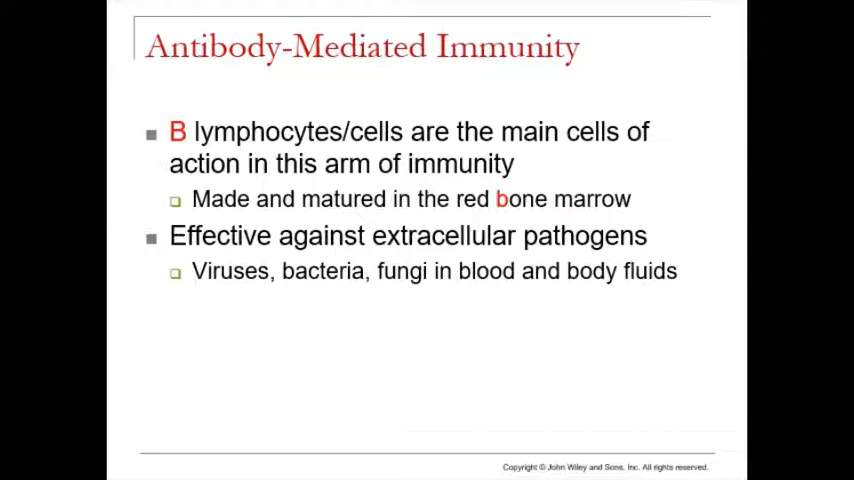 Antibody-Mediated Immunity
B lymphocytes/cells are the main cells of
action in this arm of immunity
Made and matured in the red bone marrow
Effective against extracellular pathogens
Viruses, bacteria, fungi in blood and body fluids
Copyright © John Wiley and Sons, Inc. All rights reserved.